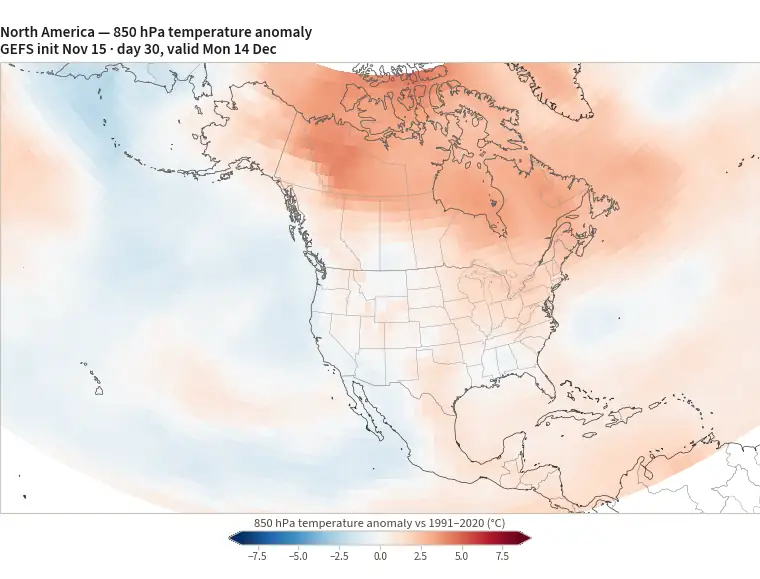 North America — 850 hPa temperature anomaly
GEFS init Nov 15 · day 30, valid Mon 14 Dec
850 hPa temperature anomaly vs 1991–2020 (°C)
−7.5 −5.0 −2.5 0.0 2.5 5.0 7.5